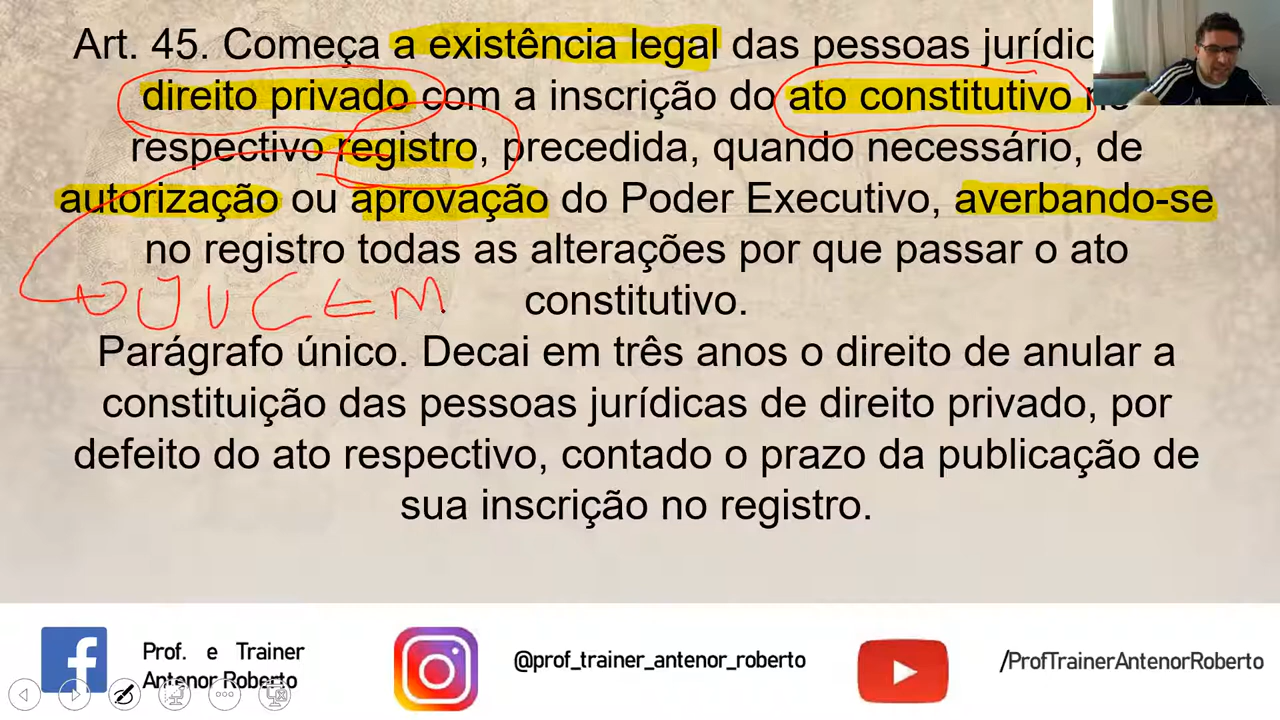 Art. 45. Começa a existência legal das pessoas jurídic
direito privado com a inscrição do ato constitutivo no
respectivo registro, precedida, quando necessário, de
autorização ou aprovação do Poder Executivo, averbando-se
no registro todas as alterações por que passar o ato
constitutivo.
Parágrafo único. Decai em três anos o direito de anular a
constituição das pessoas jurídicas de direito privado, por
defeito do ato respectivo, contado o prazo da publicação de
sua inscrição no registro.
Prof. e Trainer
Antenor Roberto
@prof_trainer_antenor_roberto
/ProfTrainerAntenorRoberto